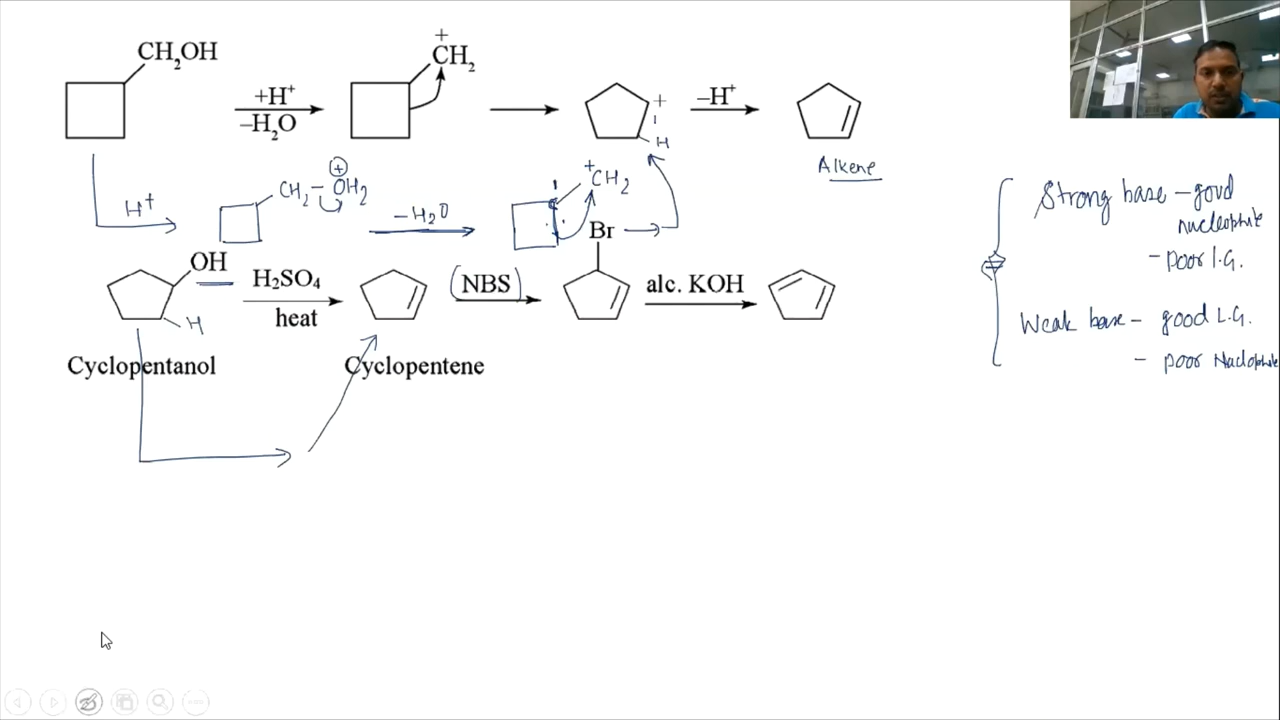 CH₂OH
+H⁺
–H₂O
+
CH₂
+
H
–H⁺
Alkene
H⁺
CH₂–OH₂
+
–H₂O
+CH₂
Br
OH
H
H₂SO₄
heat
(NBS)
alc. KOH
Cyclopentanol
Cyclopentene
Strong base – good
nucleophile
– poor l.G.
Weak base – good L.G.
– poor